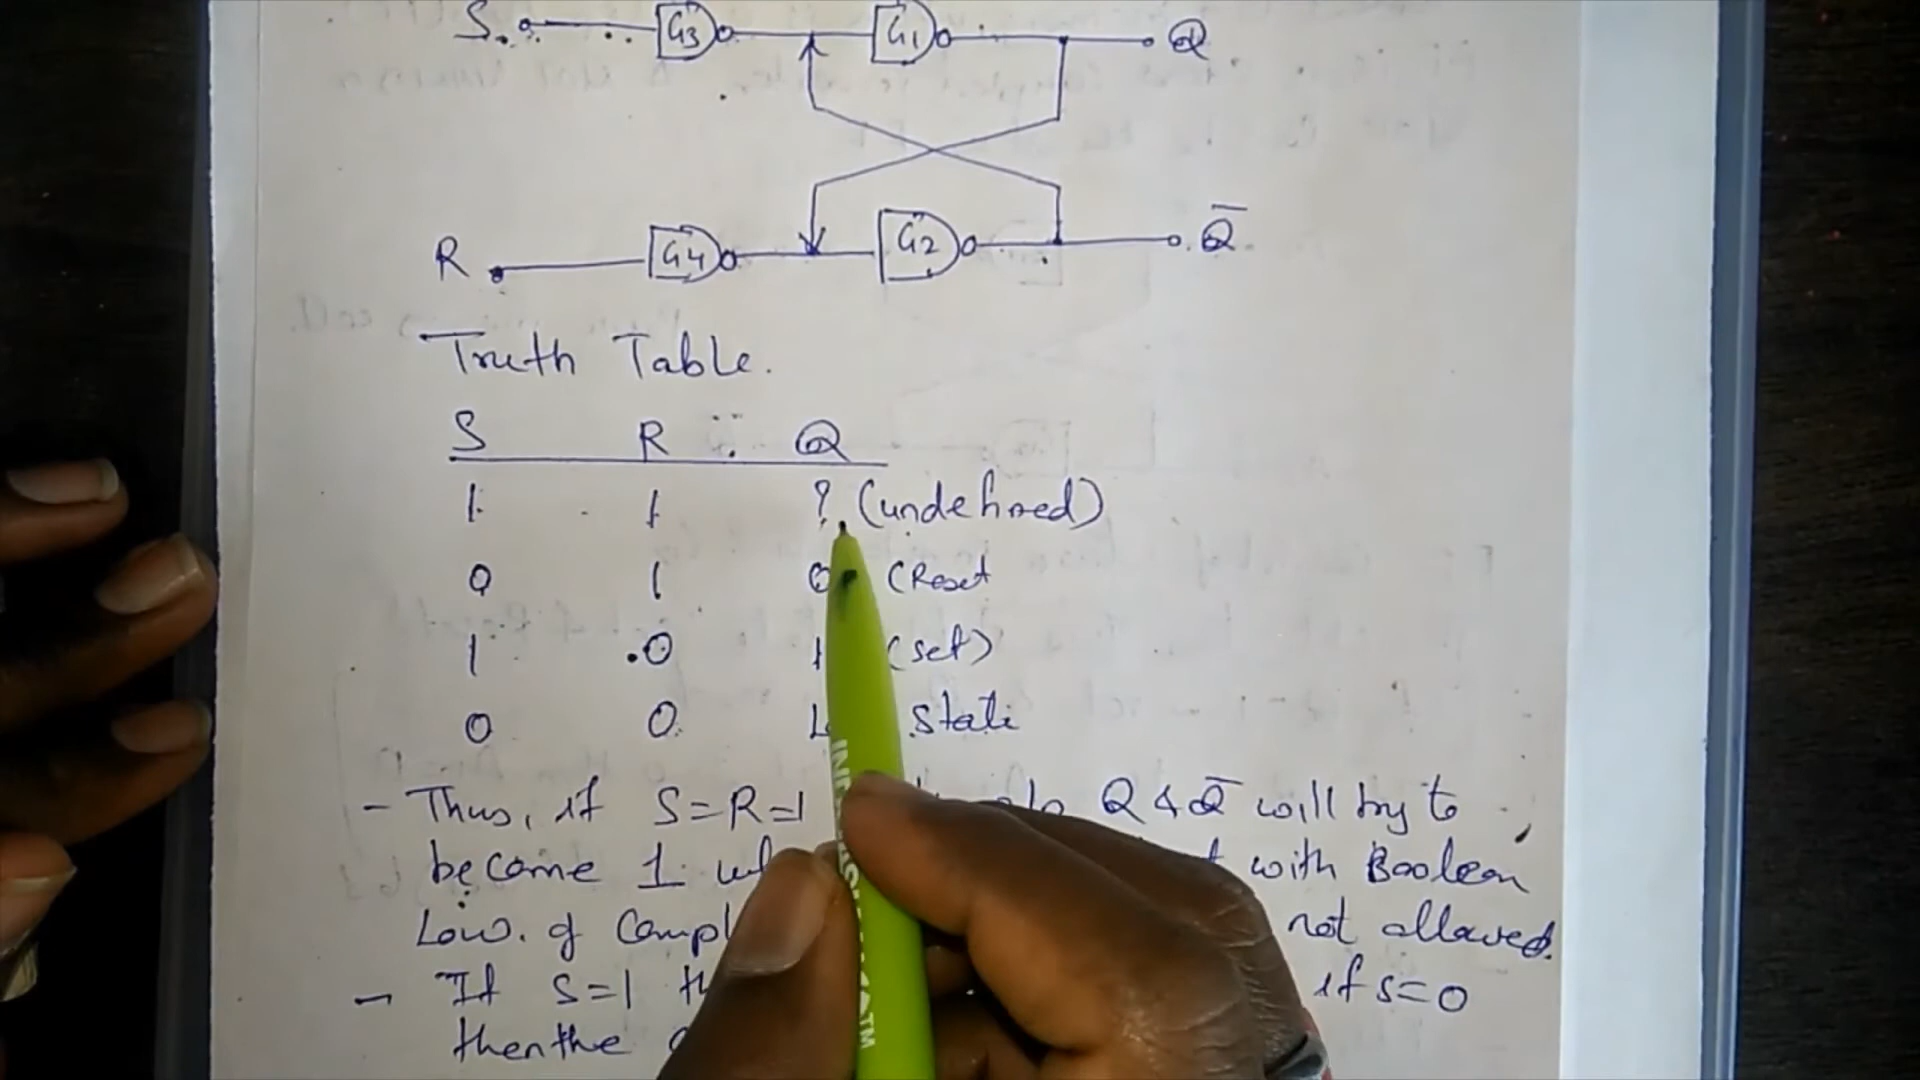 S G3 G1 Q
R G4 G2 Q̅
Truth Table.
S R Q
1 1 ? (undefined)
0 1 0 (Reset
1 0 1 (set)
0 0 state
- Thus, if S=R=1 Q & Q̅ will try to
become 1 with Boolean
Law. of not allowed.
- If S=1 if s=0
then the